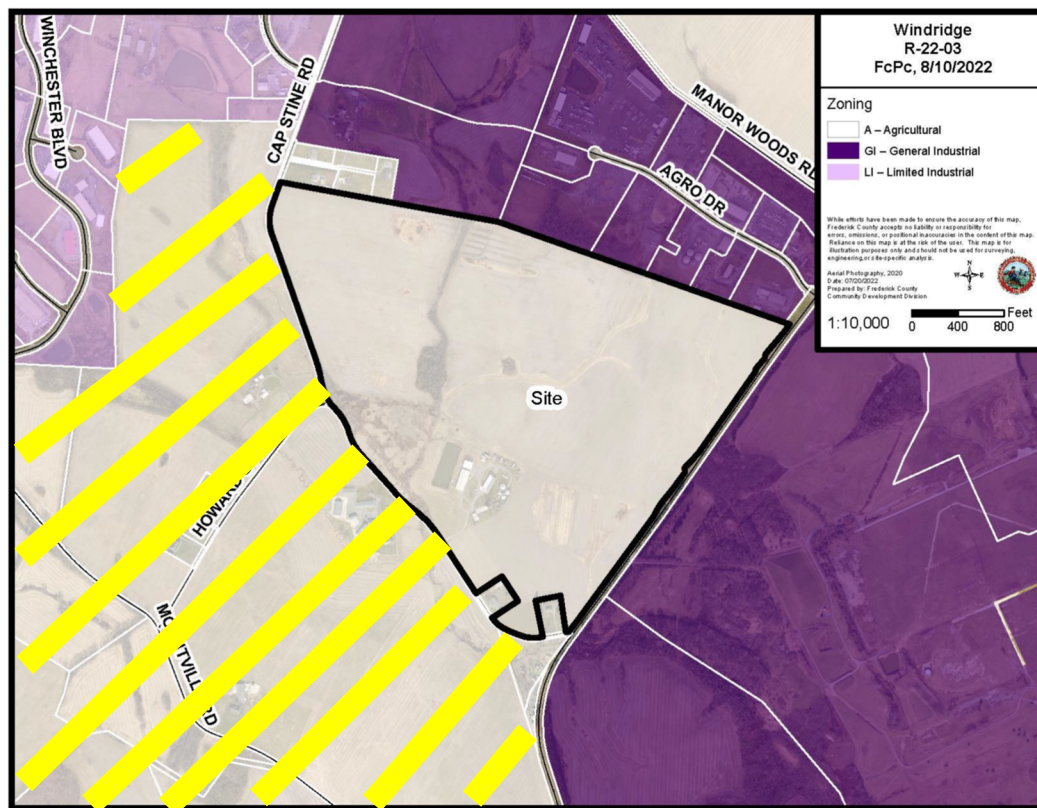 Windridge
R-22-03
FcPc, 8/10/2022
Zoning
A – Agricultural
GI – General Industrial
LI – Limited Industrial
While efforts have been made to ensure the accuracy of this map,
Frederick County accepts no liability or responsibility for
errors, omissions, or positional inaccuracies in the content of this map.
Reliance on this map is at the risk of the user. This map is for
illustration purposes only and should not be used for surveying,
engineering, or site-specific analysis.
Aerial Photography, 2020
Date: 07/20/2022
Prepared by: Frederick County
Community Development Division
N
W E
S
1:10,000
0 400 800 Feet
WINCHESTER BLVD
CAP STINE RD
MANOR WOODS RD
AGRO DR
Site
HOWARD
RD